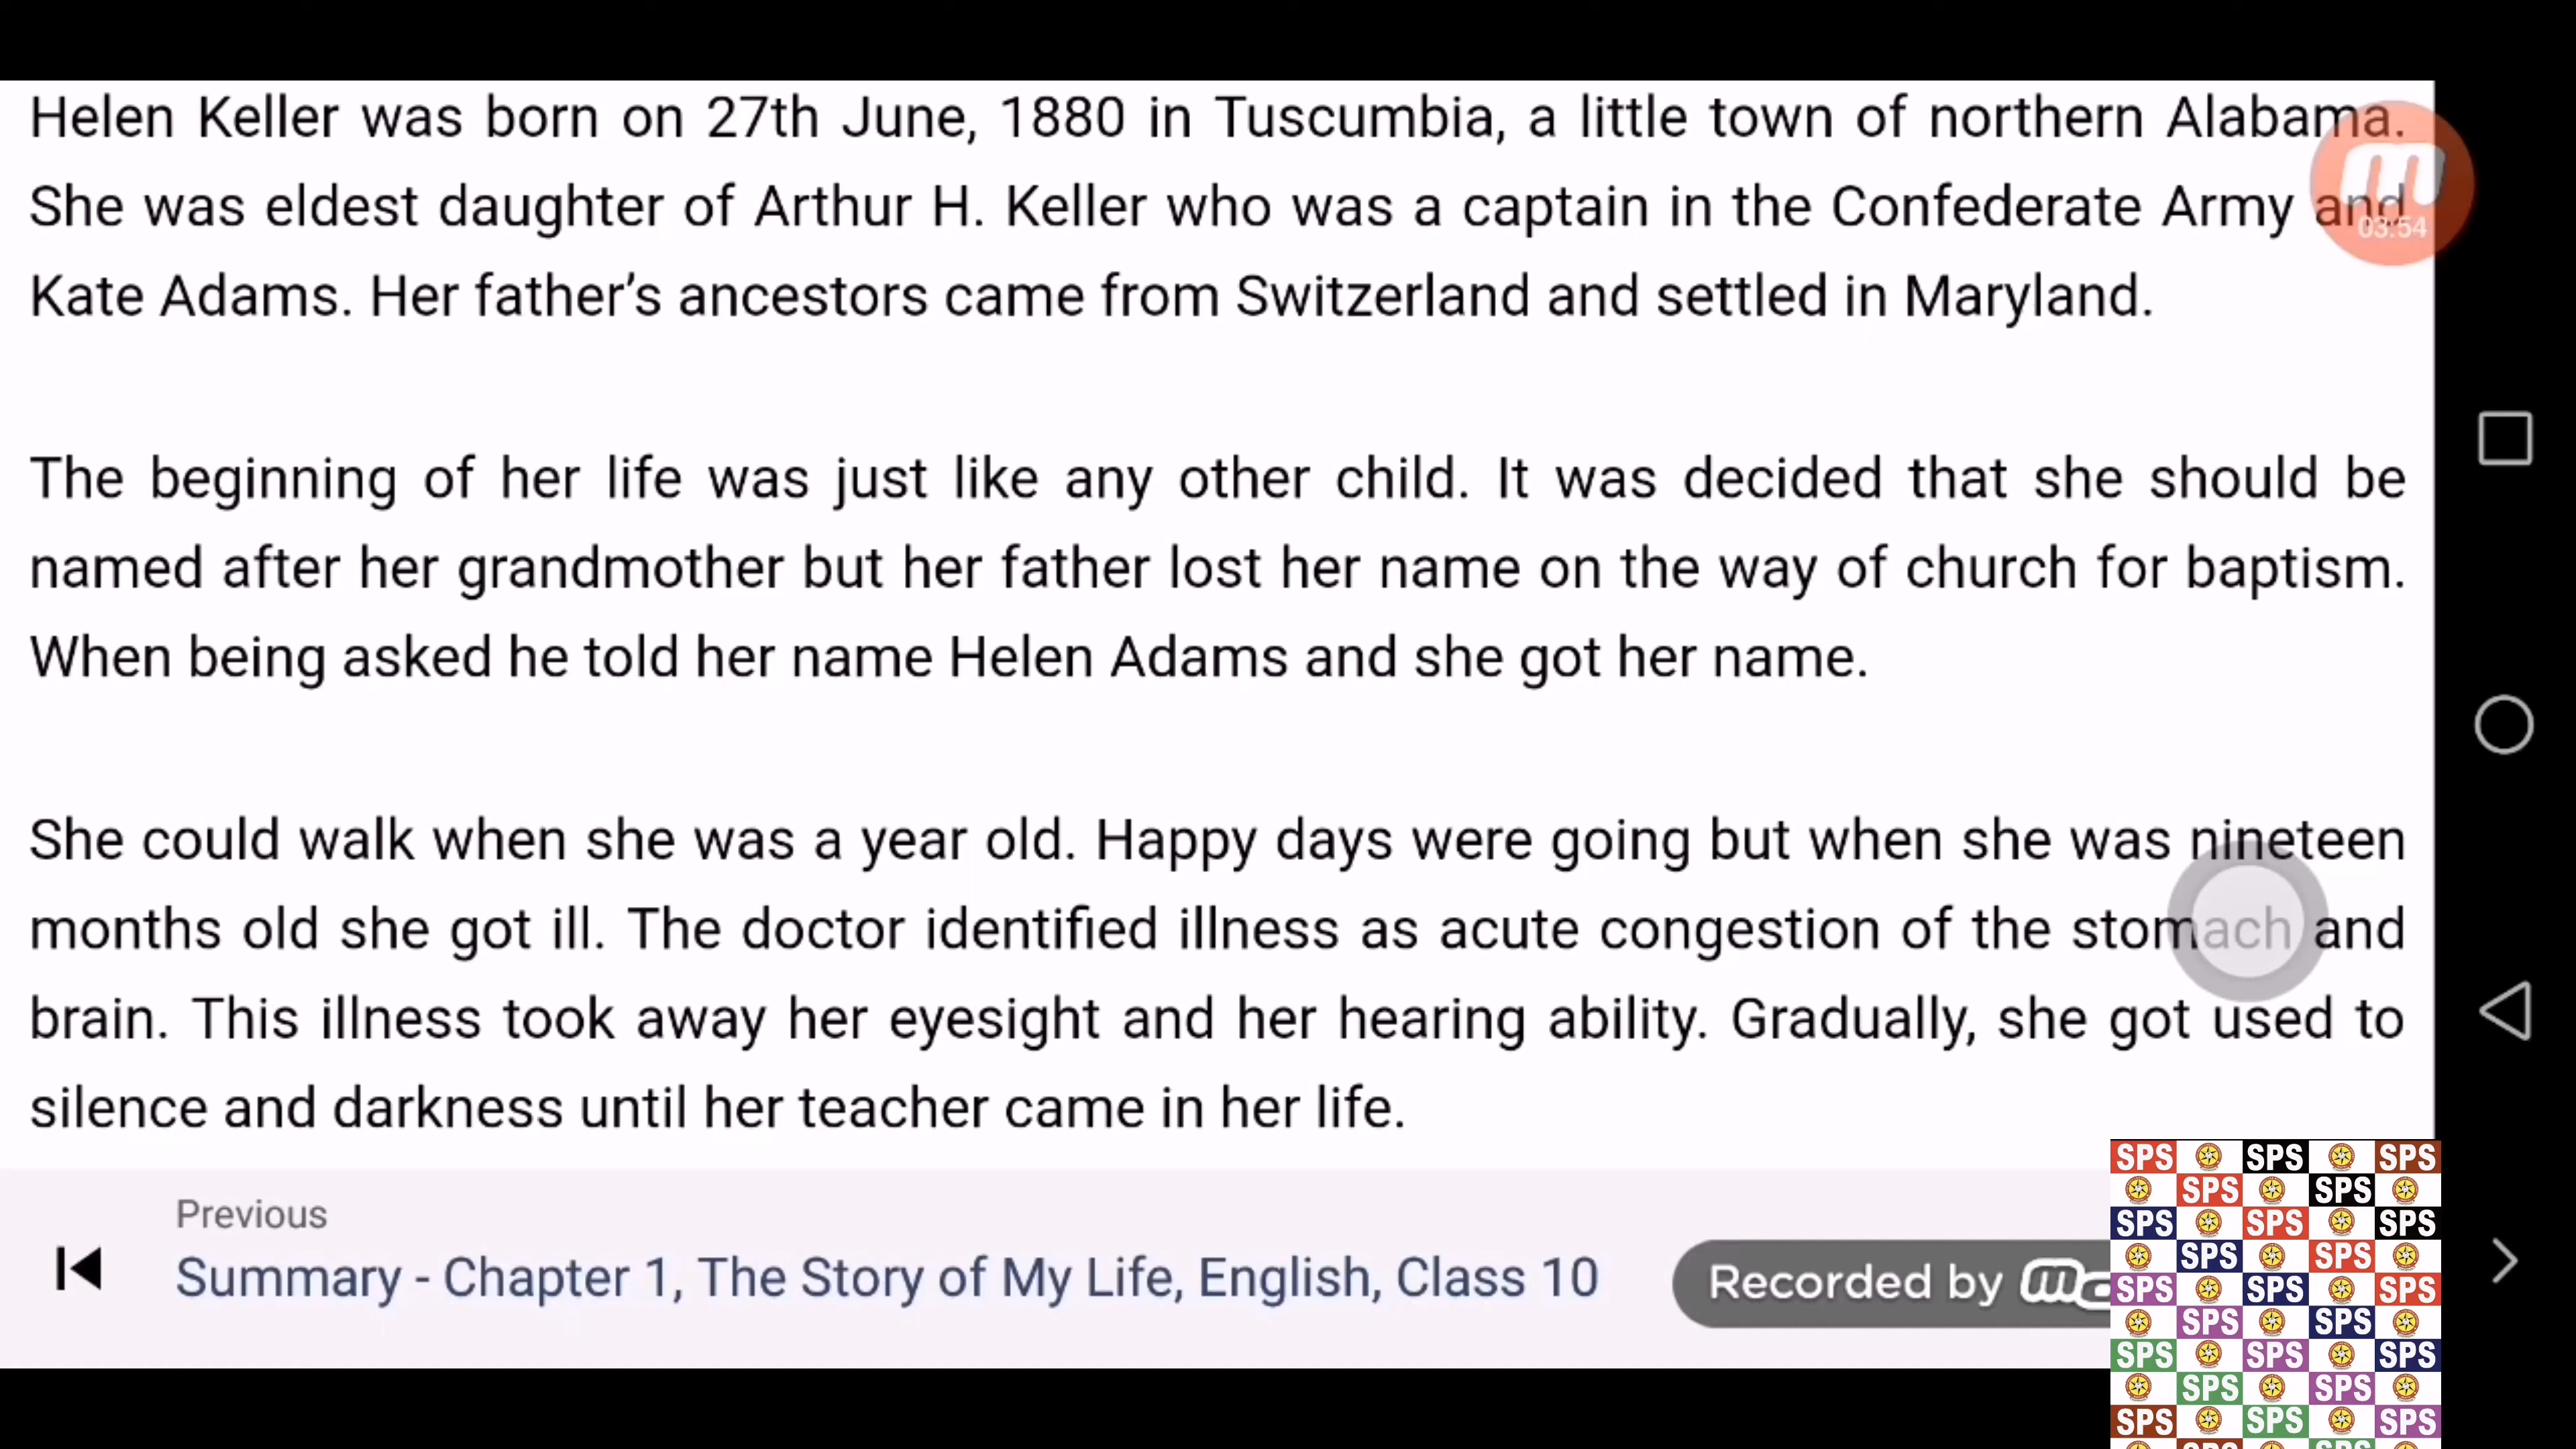 Helen Keller was born on 27th June, 1880 in Tuscumbia, a little town of northern Alabama.
She was eldest daughter of Arthur H. Keller who was a captain in the Confederate Army and
03:54
Kate Adams. Her father’s ancestors came from Switzerland and settled in Maryland.
The beginning of her life was just like any other child. It was decided that she should be
named after her grandmother but her father lost her name on the way of church for baptism.
When being asked he told her name Helen Adams and she got her name.
She could walk when she was a year old. Happy days were going but when she was nineteen
months old she got ill. The doctor identified illness as acute congestion of the stomach and
brain. This illness took away her eyesight and her hearing ability. Gradually, she got used to
silence and darkness until her teacher came in her life.
Previous
Summary - Chapter 1, The Story of My Life, English, Class 10
Recorded by
SPS SPS SPS
SPS SPS
SPS SPS SPS
SPS SPS
SPS SPS SPS
SPS SPS
SPS SPS SPS
SPS SPS
SPS SPS SPS